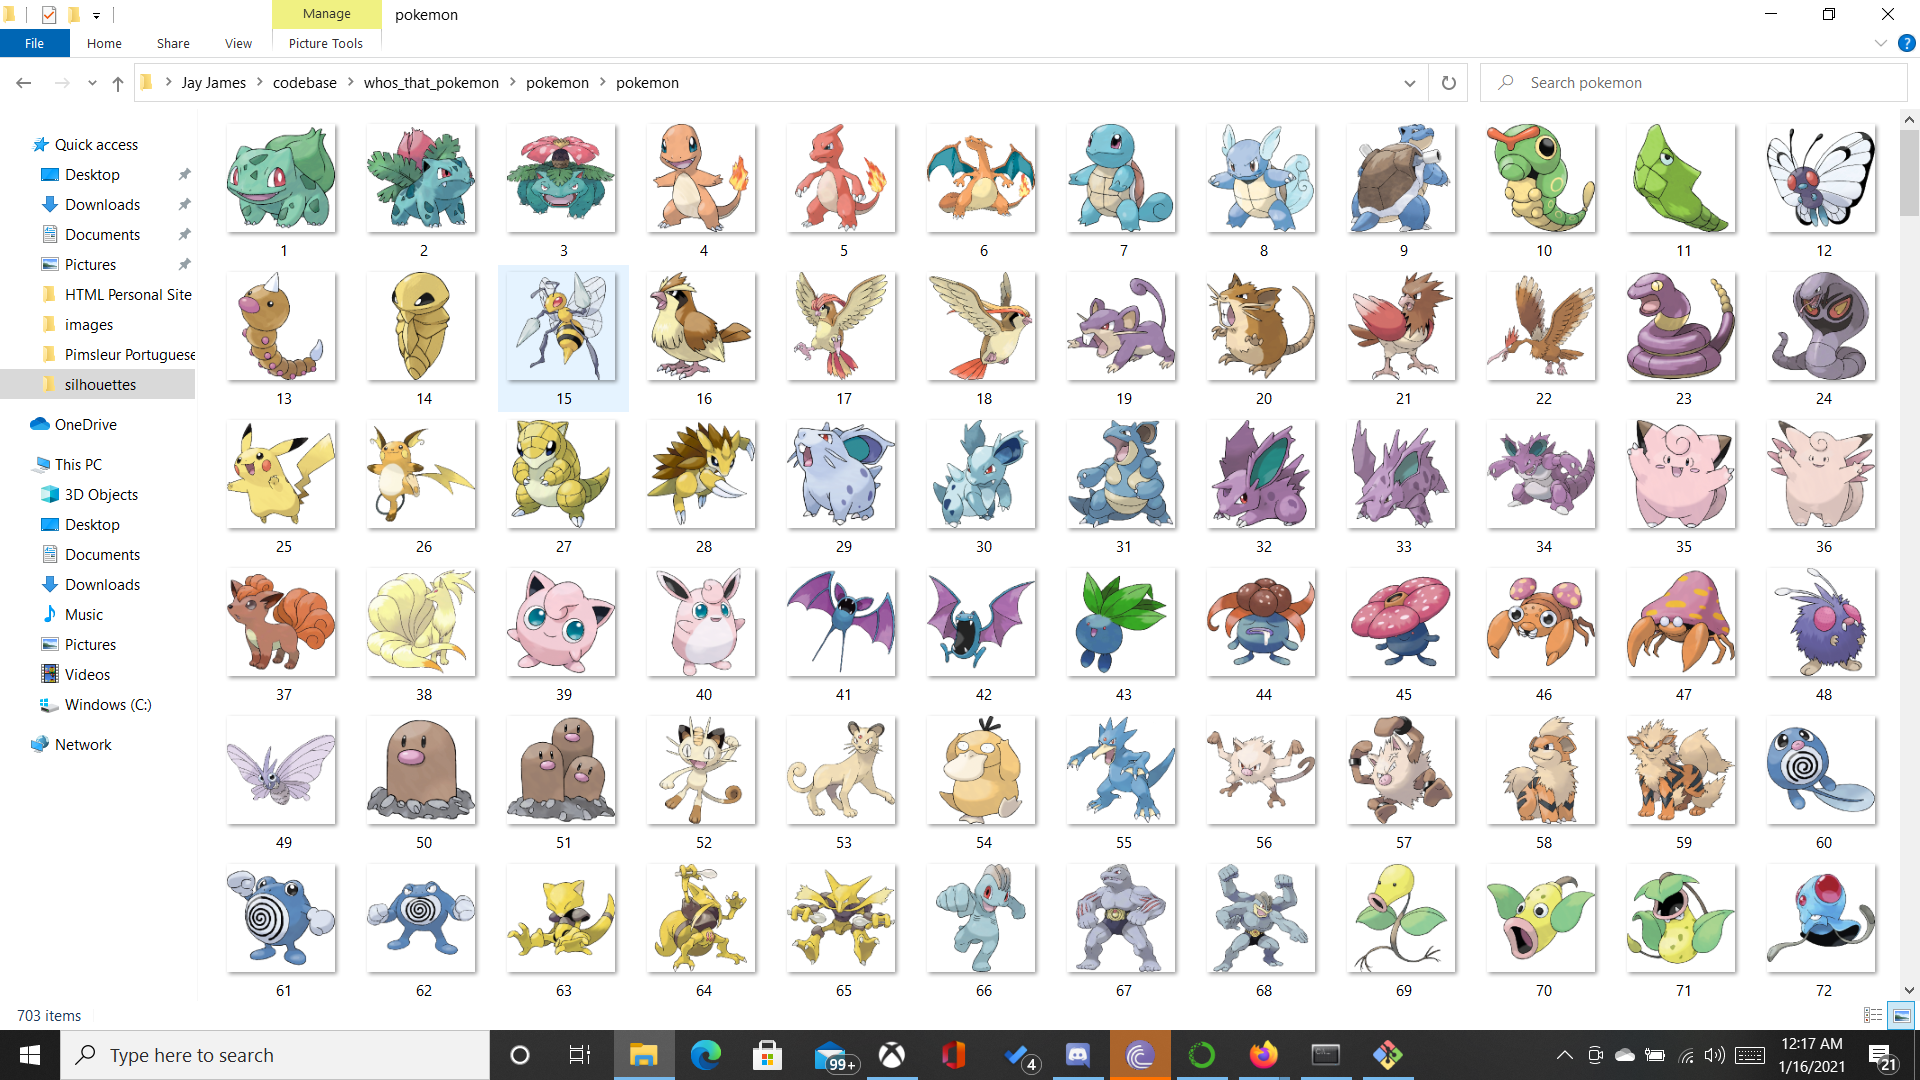 Manage
pokemon
File
Home
Share
View
Picture Tools
Jay James > codebase > whos_that_pokemon > pokemon > pokemon
Search pokemon
Quick access
Desktop
Downloads
Documents
Pictures
HTML Personal Site
images
Pimsleur Portuguese
silhouettes
OneDrive
This PC
3D Objects
Desktop
Documents
Downloads
Music
Pictures
Videos
Windows (C:)
Network
1 2 3 4 5 6 7 8 9 10 11 12
13 14 15 16 17 18 19 20 21 22 23 24
25 26 27 28 29 30 31 32 33 34 35 36
37 38 39 40 41 42 43 44 45 46 47 48
49 50 51 52 53 54 55 56 57 58 59 60
61 62 63 64 65 66 67 68 69 70 71 72
703 items
Type here to search
99+
4
12:17 AM
1/16/2021
21